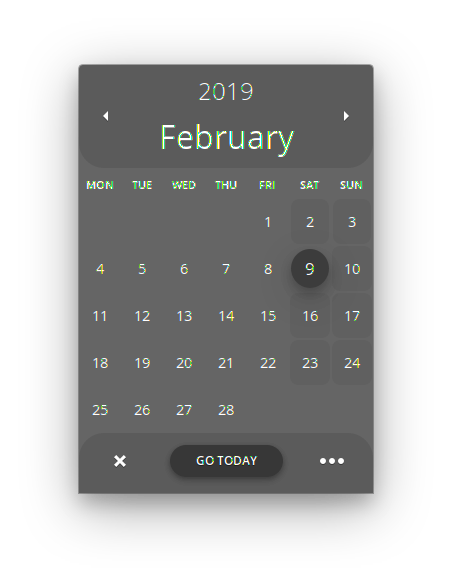 2019
February
MON TUE WED THU FRI SAT SUN
1 2 3
4 5 6 7 8 9 10
11 12 13 14 15 16 17
18 19 20 21 22 23 24
25 26 27 28
GO TODAY